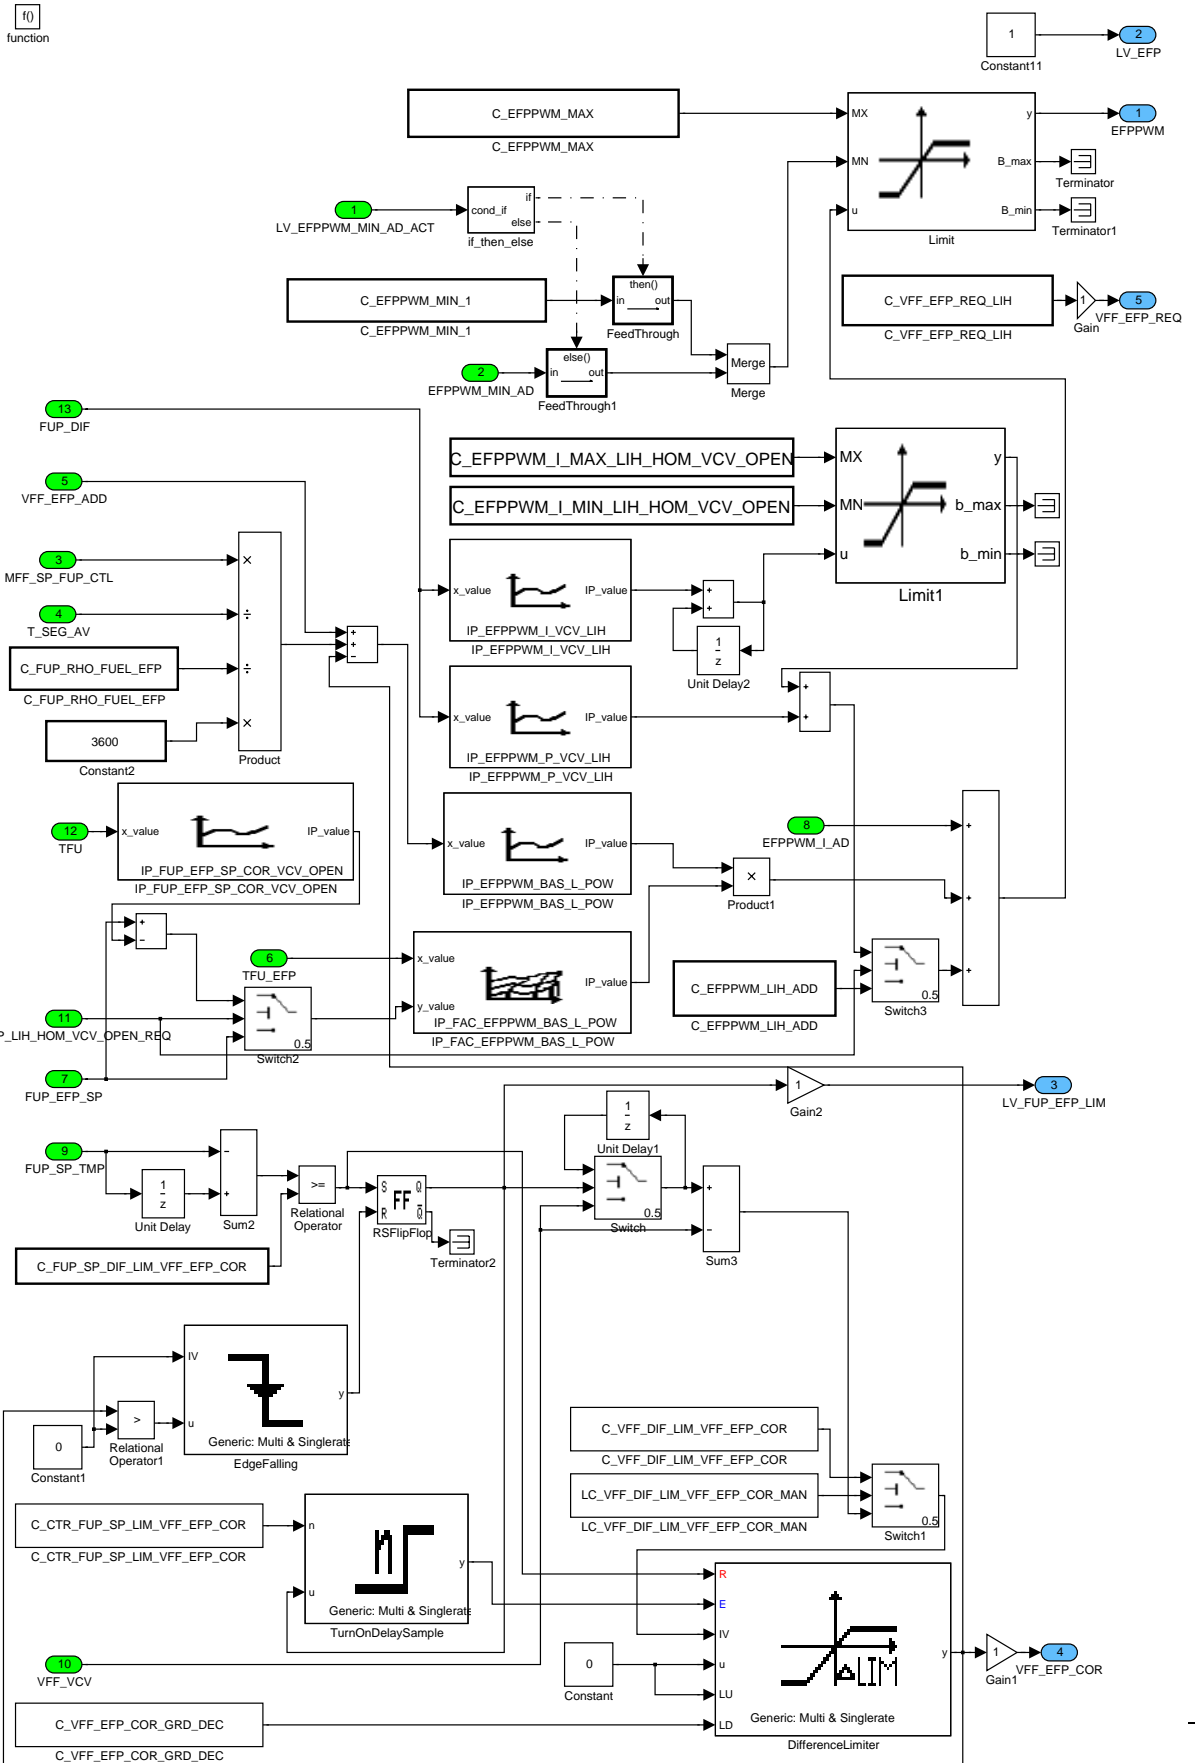 f()
function
1
Constant11
2
LV_EFP
C_EFPPWM_MAX
C_EFPPWM_MAX
MX
MN
u
y
B_max
B_min
Limit
1
EFPPWM
Terminator
Terminator1
1
LV_EFPPWM_MIN_AD_ACT
cond_if
if
else
if_then_else
C_EFPPWM_MIN_1
C_EFPPWM_MIN_1
then()
in
out
FeedThrough
2
EFPPWM_MIN_AD
else()
in
out
FeedThrough1
Merge
Merge
C_VFF_EFP_REQ_LIH
C_VFF_EFP_REQ_LIH
1
Gain
5
VFF_EFP_REQ
13
FUP_DIF
5
VFF_EFP_ADD
3
MFF_SP_FUP_CTL
4
T_SEG_AV
C_FUP_RHO_FUEL_EFP
C_FUP_RHO_FUEL_EFP
3600
Constant2
×
÷
÷
×
Product
+
+
−
C_EFPPWM_I_MAX_LIH_HOM_VCV_OPEN
C_EFPPWM_I_MIN_LIH_HOM_VCV_OPEN
MX
MN
u
y
b_max
b_min
Limit1
x_value
IP_value
IP_EFPPWM_I_VCV_LIH
IP_EFPPWM_I_VCV_LIH
+
+
1
z
Unit Delay2
x_value
IP_value
IP_EFPPWM_P_VCV_LIH
IP_EFPPWM_P_VCV_LIH
+
+
12
TFU
x_value
IP_value
IP_FUP_EFP_SP_COR_VCV_OPEN
IP_FUP_EFP_SP_COR_VCV_OPEN
x_value
IP_value
IP_EFPPWM_BAS_L_POW
IP_EFPPWM_BAS_L_POW
×
Product1
8
EFPPWM_I_AD
+
+
+
+
−
6
TFU_EFP
x_value
y_value
IP_value
IP_FAC_EFPPWM_BAS_L_POW
IP_FAC_EFPPWM_BAS_L_POW
C_EFPPWM_LIH_ADD
C_EFPPWM_LIH_ADD
0.5
Switch3
11
P_LIH_HOM_VCV_OPEN_REQ
0.5
Switch2
7
FUP_EFP_SP
1
Gain2
3
LV_FUP_EFP_LIM
9
FUP_SP_TMP
1
z
Unit Delay
−
+
Sum2
>=
Relational
Operator
S
R
FF
Q
Q
RSFlipFlop
Terminator2
1
z
Unit Delay1
0.5
Switch
+
−
Sum3
C_FUP_SP_DIF_LIM_VFF_EFP_COR
0
Constant1
>
Relational
Operator1
IV
u
y
Generic: Multi & Singlerate
EdgeFalling
C_VFF_DIF_LIM_VFF_EFP_COR
C_VFF_DIF_LIM_VFF_EFP_COR
LC_VFF_DIF_LIM_VFF_EFP_COR_MAN
LC_VFF_DIF_LIM_VFF_EFP_COR_MAN
0.5
Switch1
C_CTR_FUP_SP_LIM_VFF_EFP_COR
C_CTR_FUP_SP_LIM_VFF_EFP_COR
n
u
y
Generic: Multi & Singlerate
TurnOnDelaySample
10
VFF_VCV
0
Constant
C_VFF_EFP_COR_GRD_DEC
C_VFF_EFP_COR_GRD_DEC
R
E
IV
u
LU
LD
y
ΔLIM
Generic: Multi & Singlerate
DifferenceLimiter
1
Gain1
4
VFF_EFP_COR